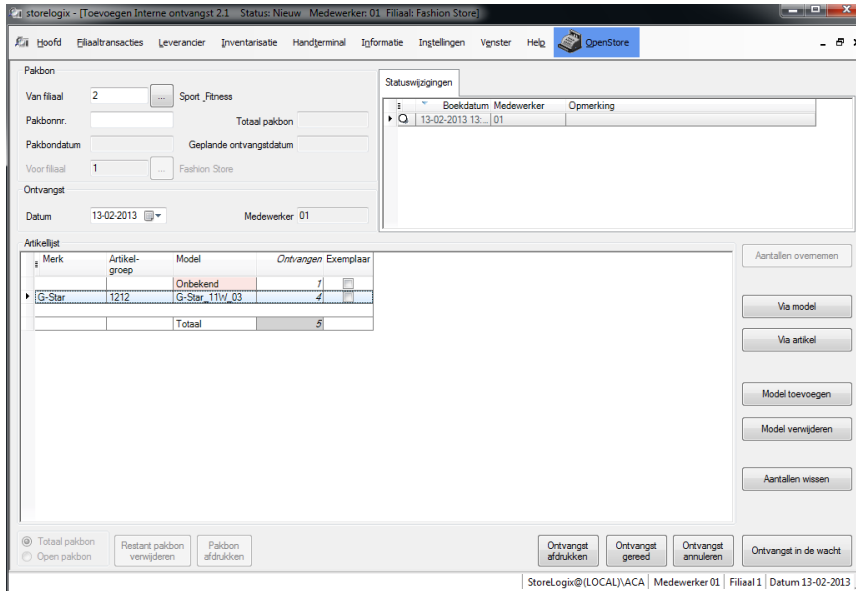 storelogix - [Toevoegen Interne ontvangst 2.1 Status: Nieuw Medewerker: 01 Filiaal: Fashion Store]
Hoofd Filiaaltransacties Leverancier Inventarisatie Handterminal Informatie Instellingen Venster Help OpenStore
Pakbon
Van filiaal 2 ... Sport_Fitness
Pakbonnr. Totaal pakbon
Pakbondatum Geplande ontvangstdatum
Voor filiaal 1 ... Fashion Store
Statuswijzigingen
Boekdatum Medewerker Opmerking
13-02-2013 13:... 01
Ontvangst
Datum 13-02-2013 Medewerker 01
Artikellijst
Merk Artikel- Model Ontvangen Exemplaar
groep
Onbekend 1
G-Star 1212 G-Star_11W_03 4
Totaal 5
Aantallen overnemen
Via model
Via artikel
Model toevoegen
Model verwijderen
Aantallen wissen
Totaal pakbon
Open pakbon
Restant pakbon
verwijderen
Pakbon
afdrukken
Ontvangst
afdrukken
Ontvangst
gereed
Ontvangst
annuleren
Ontvangst in de wacht
StoreLogix@(LOCAL)\ACA Medewerker 01 Filiaal 1 Datum 13-02-2013